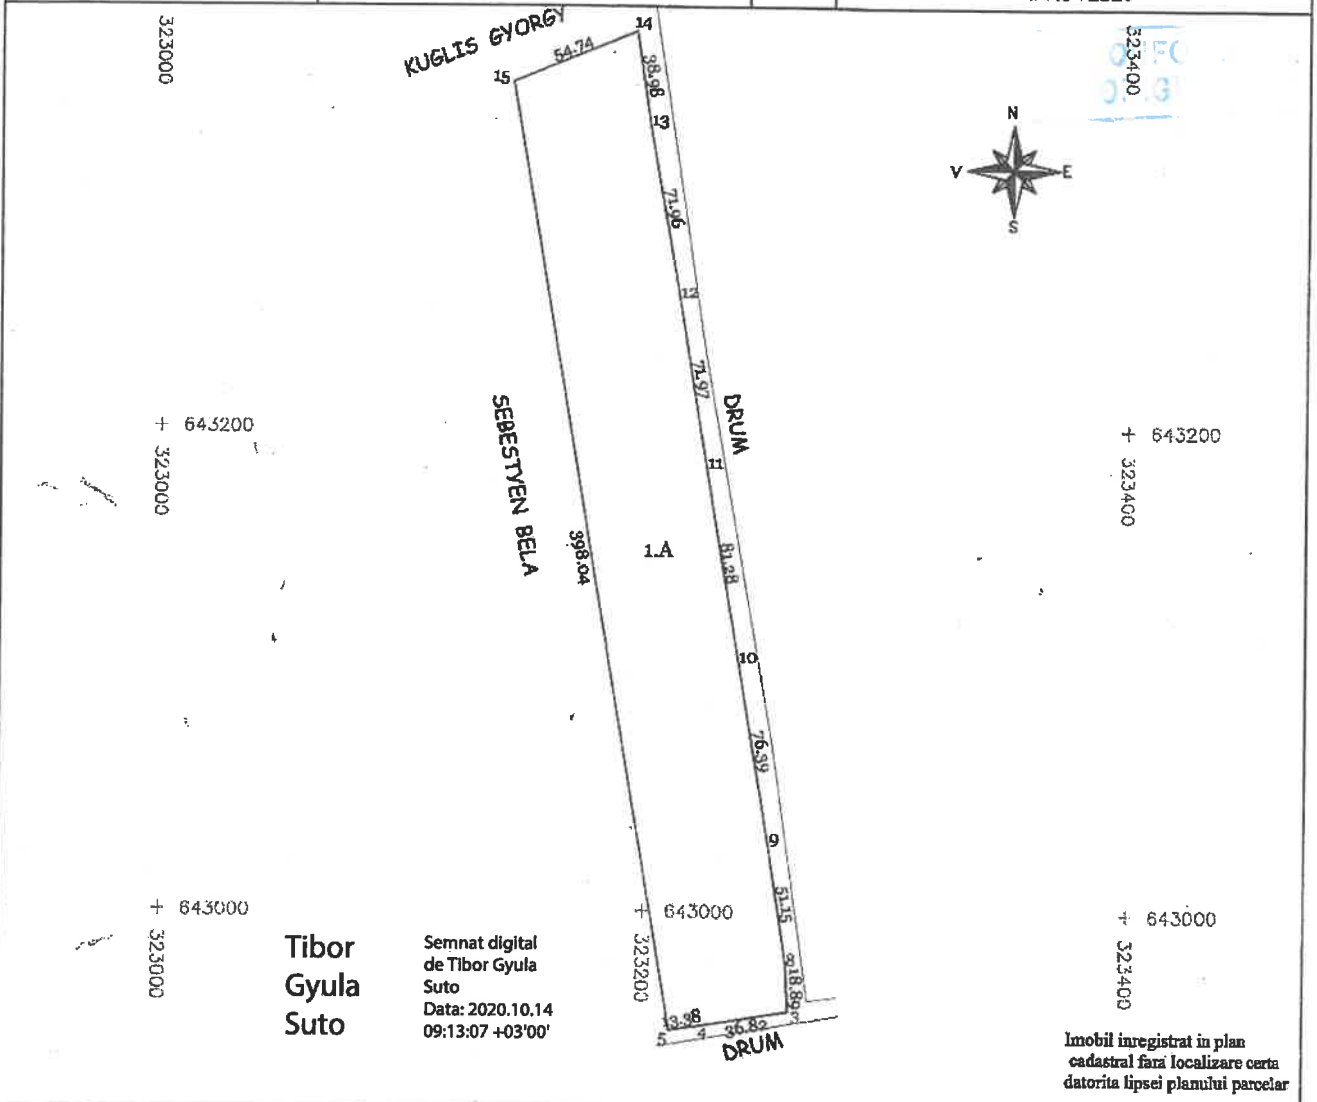 14
KUGLIS GYORGY
54.74
15
323000
323400
38.98
13
N
V
E
S
71.96
12
71.97
DRUM
SEBESTYEN BELA
11
643200
323000
643200
323400
398.04
1.A
81.28
10
76.39
9
51.15
643000
323000
643000
323200
643000
323400
8
18.86
3
13.38
4
36.82
5
DRUM
Tibor
Gyula
Suto
Semnat digital
de Tibor Gyula
Suto
Data: 2020.10.14
09:13:07 +03'00'
Imobil inregistrat in plan
cadastral fara localizare certa
datorita lipsei planului parcelar